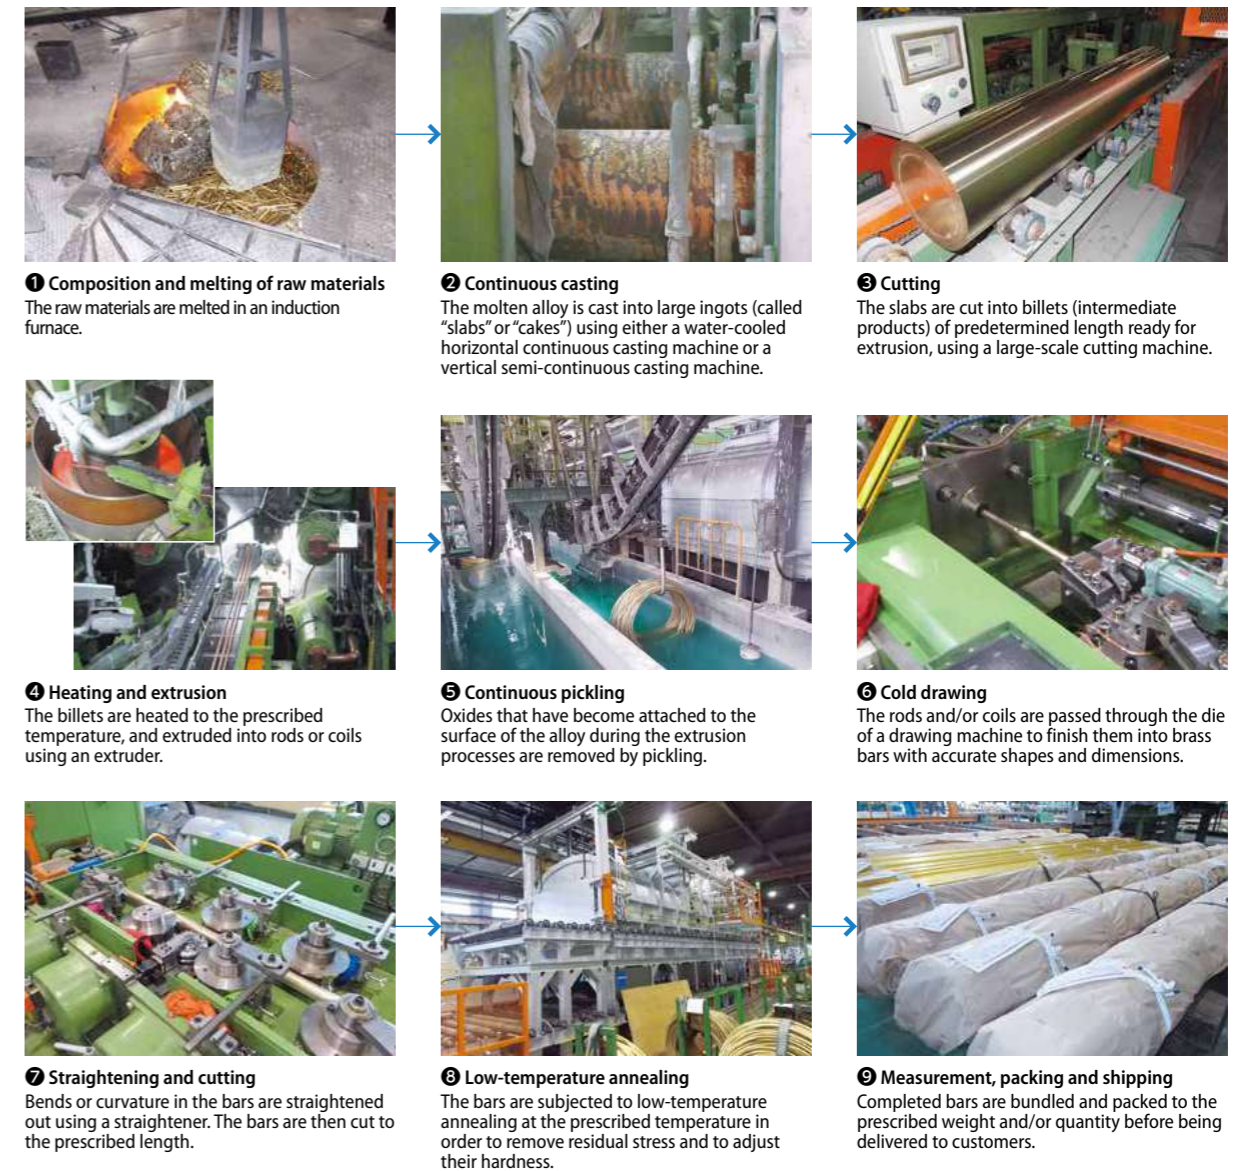 ❶ Composition and melting of raw materials
The raw materials are melted in an induction
furnace.
❷ Continuous casting
The molten alloy is cast into large ingots (called
“slabs” or “cakes”) using either a water-cooled
horizontal continuous casting machine or a
vertical semi-continuous casting machine.
❸ Cutting
The slabs are cut into billets (intermediate
products) of predetermined length ready for
extrusion, using a large-scale cutting machine.
❹ Heating and extrusion
The billets are heated to the prescribed
temperature, and extruded into rods or coils
using an extruder.
❺ Continuous pickling
Oxides that have become attached to the
surface of the alloy during the extrusion
processes are removed by pickling.
❻ Cold drawing
The rods and/or coils are passed through the die
of a drawing machine to finish them into brass
bars with accurate shapes and dimensions.
❼ Straightening and cutting
Bends or curvature in the bars are straightened
out using a straightener. The bars are then cut to
the prescribed length.
❽ Low-temperature annealing
The bars are subjected to low-temperature
annealing at the prescribed temperature in
order to remove residual stress and to adjust
their hardness.
❾ Measurement, packing and shipping
Completed bars are bundled and packed to the
prescribed weight and/or quantity before being
delivered to customers.